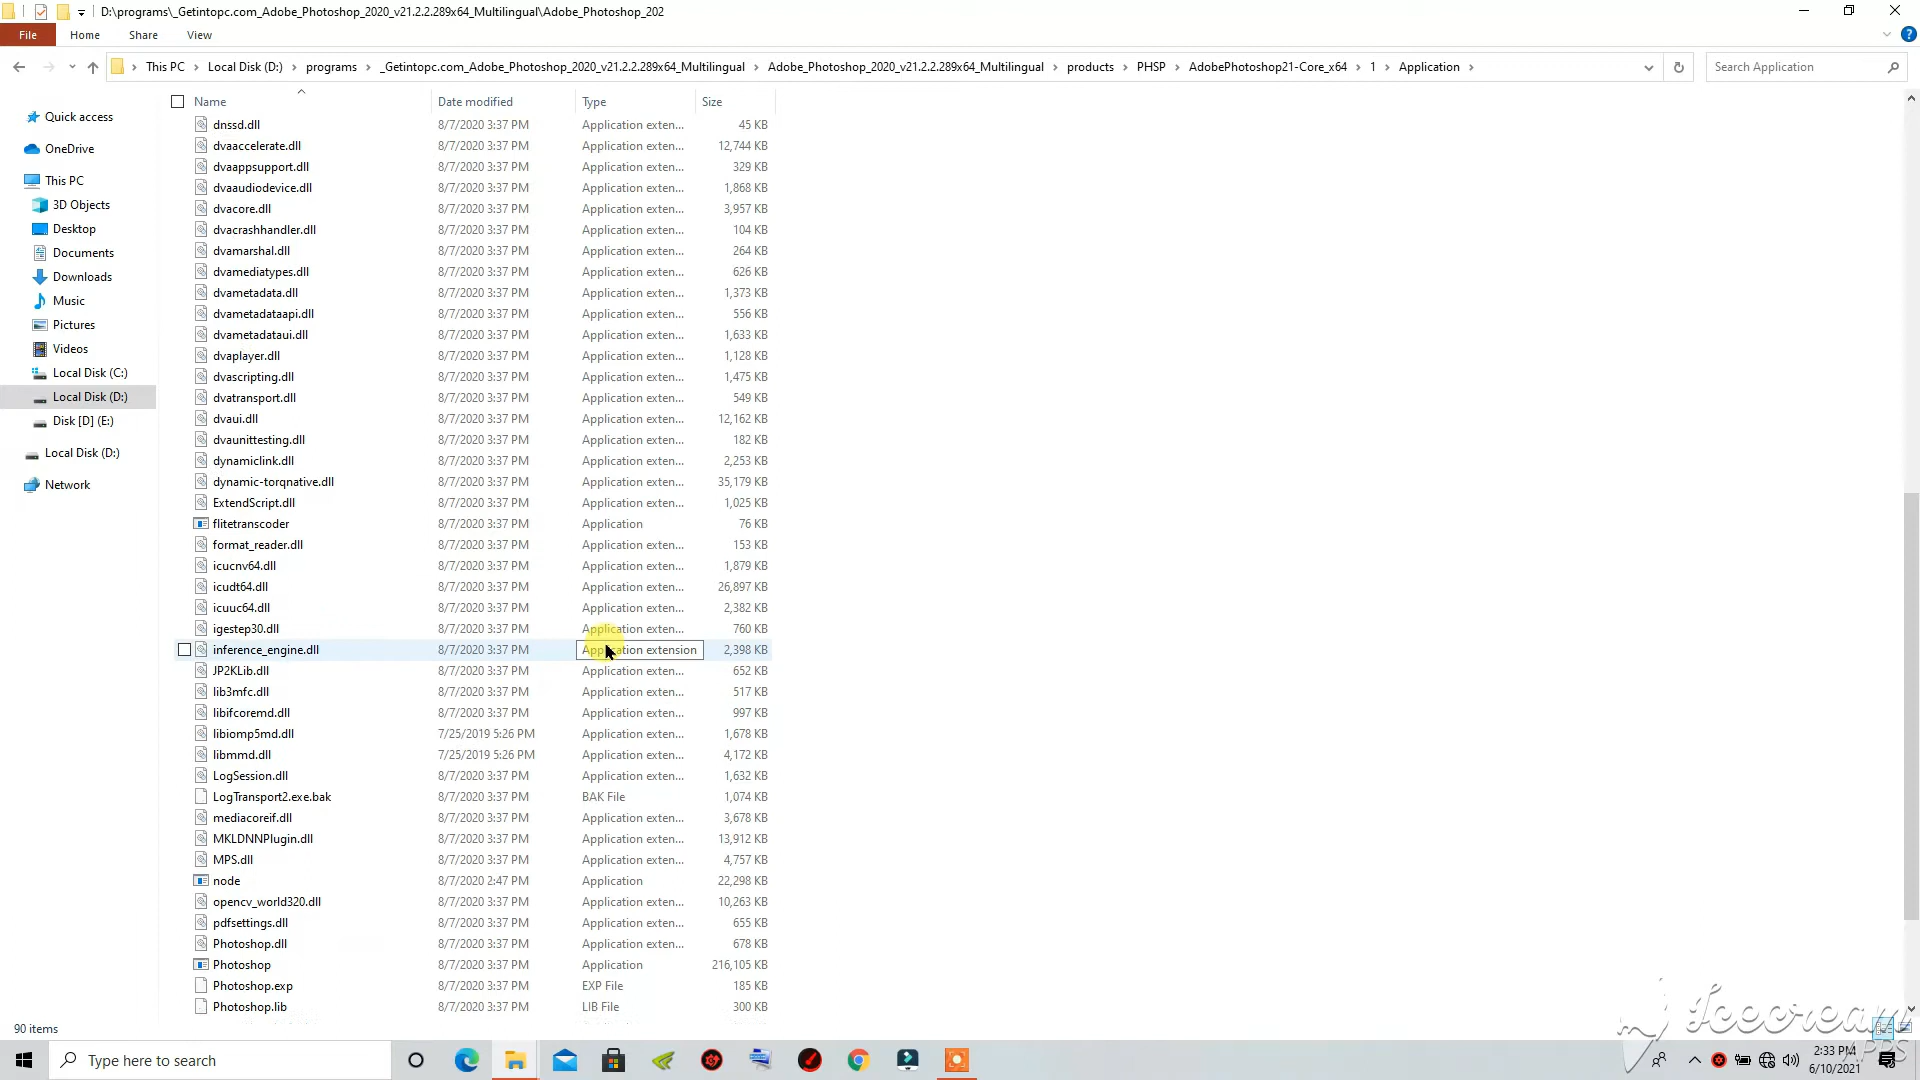 D:\programs\_Getintopc.com_Adobe_Photoshop_2020_v21.2.2.289x64_Multilingual\Adobe_Photoshop_202
File Home Share View
This PC Local Disk (D:) programs _Getintopc.com_Adobe_Photoshop_2020_v21.2.2.289x64_Multilingual Adobe_Photoshop_2020_v21.2.2.289x64_Multilingual products PHSP AdobePhotoshop21-Core_x64 1 Application Search Application
Name Date modified Type Size
Quick access
OneDrive
This PC
3D Objects
Desktop
Documents
Downloads
Music
Pictures
Videos
Local Disk (C:)
Local Disk (D:)
Disk [D] (E:)
Local Disk (D:)
Network
dnssd.dll 8/7/2020 3:37 PM Application exten... 45 KB
dvaaccelerate.dll 8/7/2020 3:37 PM Application exten... 12,744 KB
dvaappsupport.dll 8/7/2020 3:37 PM Application exten... 329 KB
dvaaudiodevice.dll 8/7/2020 3:37 PM Application exten... 1,868 KB
dvacore.dll 8/7/2020 3:37 PM Application exten... 3,957 KB
dvacrashhandler.dll 8/7/2020 3:37 PM Application exten... 104 KB
dvamarshal.dll 8/7/2020 3:37 PM Application exten... 264 KB
dvamediatypes.dll 8/7/2020 3:37 PM Application exten... 626 KB
dvametadata.dll 8/7/2020 3:37 PM Application exten... 1,373 KB
dvametadataapi.dll 8/7/2020 3:37 PM Application exten... 556 KB
dvametadataui.dll 8/7/2020 3:37 PM Application exten... 1,633 KB
dvaplayer.dll 8/7/2020 3:37 PM Application exten... 1,128 KB
dvascripting.dll 8/7/2020 3:37 PM Application exten... 1,475 KB
dvatransport.dll 8/7/2020 3:37 PM Application exten... 549 KB
dvaui.dll 8/7/2020 3:37 PM Application exten... 12,162 KB
dvaunittesting.dll 8/7/2020 3:37 PM Application exten... 182 KB
dynamiclink.dll 8/7/2020 3:37 PM Application exten... 2,253 KB
dynamic-torqnative.dll 8/7/2020 3:37 PM Application exten... 35,179 KB
ExtendScript.dll 8/7/2020 3:37 PM Application exten... 1,025 KB
flitetranscoder 8/7/2020 3:37 PM Application 76 KB
format_reader.dll 8/7/2020 3:37 PM Application exten... 153 KB
icucnv64.dll 8/7/2020 3:37 PM Application exten... 1,879 KB
icudt64.dll 8/7/2020 3:37 PM Application exten... 26,897 KB
icuuc64.dll 8/7/2020 3:37 PM Application exten... 2,382 KB
igestep30.dll 8/7/2020 3:37 PM Application exten... 760 KB
inference_engine.dll 8/7/2020 3:37 PM Application extension 2,398 KB
JP2KLib.dll 8/7/2020 3:37 PM Application exten... 652 KB
lib3mfc.dll 8/7/2020 3:37 PM Application exten... 517 KB
libifcoremd.dll 8/7/2020 3:37 PM Application exten... 997 KB
libiomp5md.dll 7/25/2019 5:26 PM Application exten... 1,678 KB
libmmd.dll 7/25/2019 5:26 PM Application exten... 4,172 KB
LogSession.dll 8/7/2020 3:37 PM Application exten... 1,632 KB
LogTransport2.exe.bak 8/7/2020 3:37 PM BAK File 1,074 KB
mediacoreif.dll 8/7/2020 3:37 PM Application exten... 3,678 KB
MKLDNNPlugin.dll 8/7/2020 3:37 PM Application exten... 13,912 KB
MPS.dll 8/7/2020 3:37 PM Application exten... 4,757 KB
node 8/7/2020 2:47 PM Application 22,298 KB
opencv_world320.dll 8/7/2020 3:37 PM Application exten... 10,263 KB
pdfsettings.dll 8/7/2020 3:37 PM Application exten... 655 KB
Photoshop.dll 8/7/2020 3:37 PM Application exten... 678 KB
Photoshop 8/7/2020 3:37 PM Application 216,105 KB
Photoshop.exp 8/7/2020 3:37 PM EXP File 185 KB
Photoshop.lib 8/7/2020 3:37 PM LIB File 300 KB
90 items
Icecream
APPS
Type here to search
2:33 PM
6/10/2021